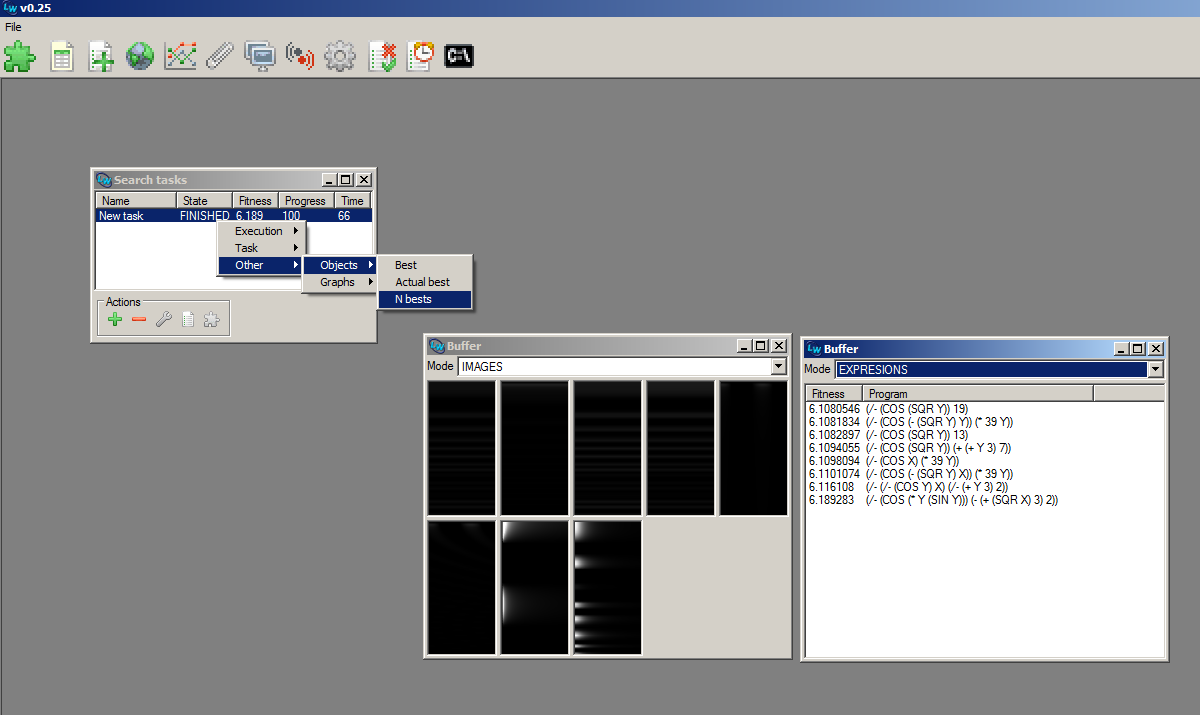 LW v0.25
File
C:\
Search tasks
Name State Fitness Progress Time
New task FINISHED 6.189 100 66
Execution
Task
Other
Objects
Graphs
Best
Actual best
N bests
Actions
Buffer
Mode IMAGES
LW Buffer
Mode EXPRESIONS
Fitness Program
6.1080546 (/- (COS (SQR Y)) 19)
6.1081834 (/- (COS (- (SQR Y) Y)) (* 39 Y))
6.1082897 (/- (COS (SQR Y)) 13)
6.1094055 (/- (COS (SQR Y)) (+ (+ Y 3) 7))
6.1098094 (/- (COS X) (* 39 Y))
6.1101074 (/- (COS (- (SQR Y) X)) (* 39 Y))
6.116108 (/- (/- (COS Y) X) (/- (+ Y 3) 2))
6.189283 (/- (COS (* Y (SIN Y))) (- (+ (SQR X) 3) 2))